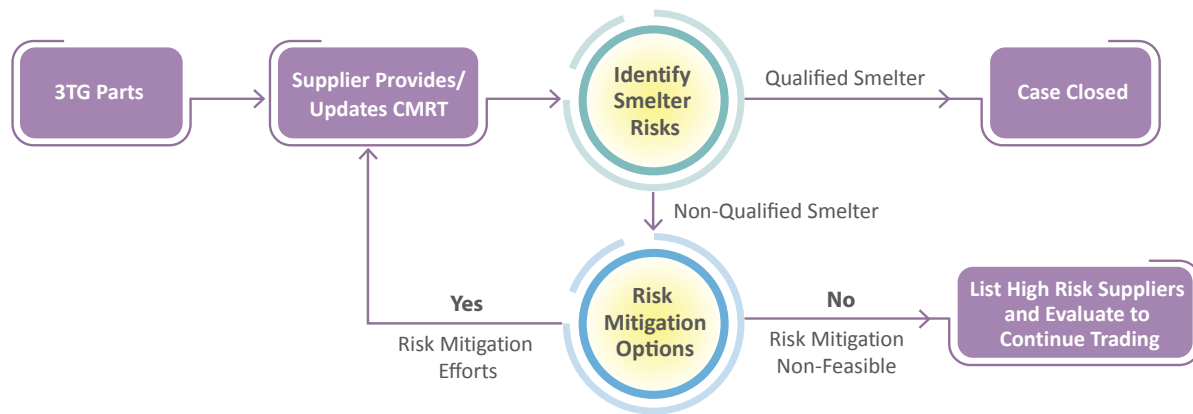 3TG Parts
Supplier Provides/
Updates CMRT
Identify
Smelter
Risks
Qualified Smelter
Case Closed
Non-Qualified Smelter
Yes
Risk Mitigation
Efforts
Risk
Mitigation
Options
No
Risk Mitigation
Non-Feasible
List High Risk Suppliers
and Evaluate to
Continue Trading